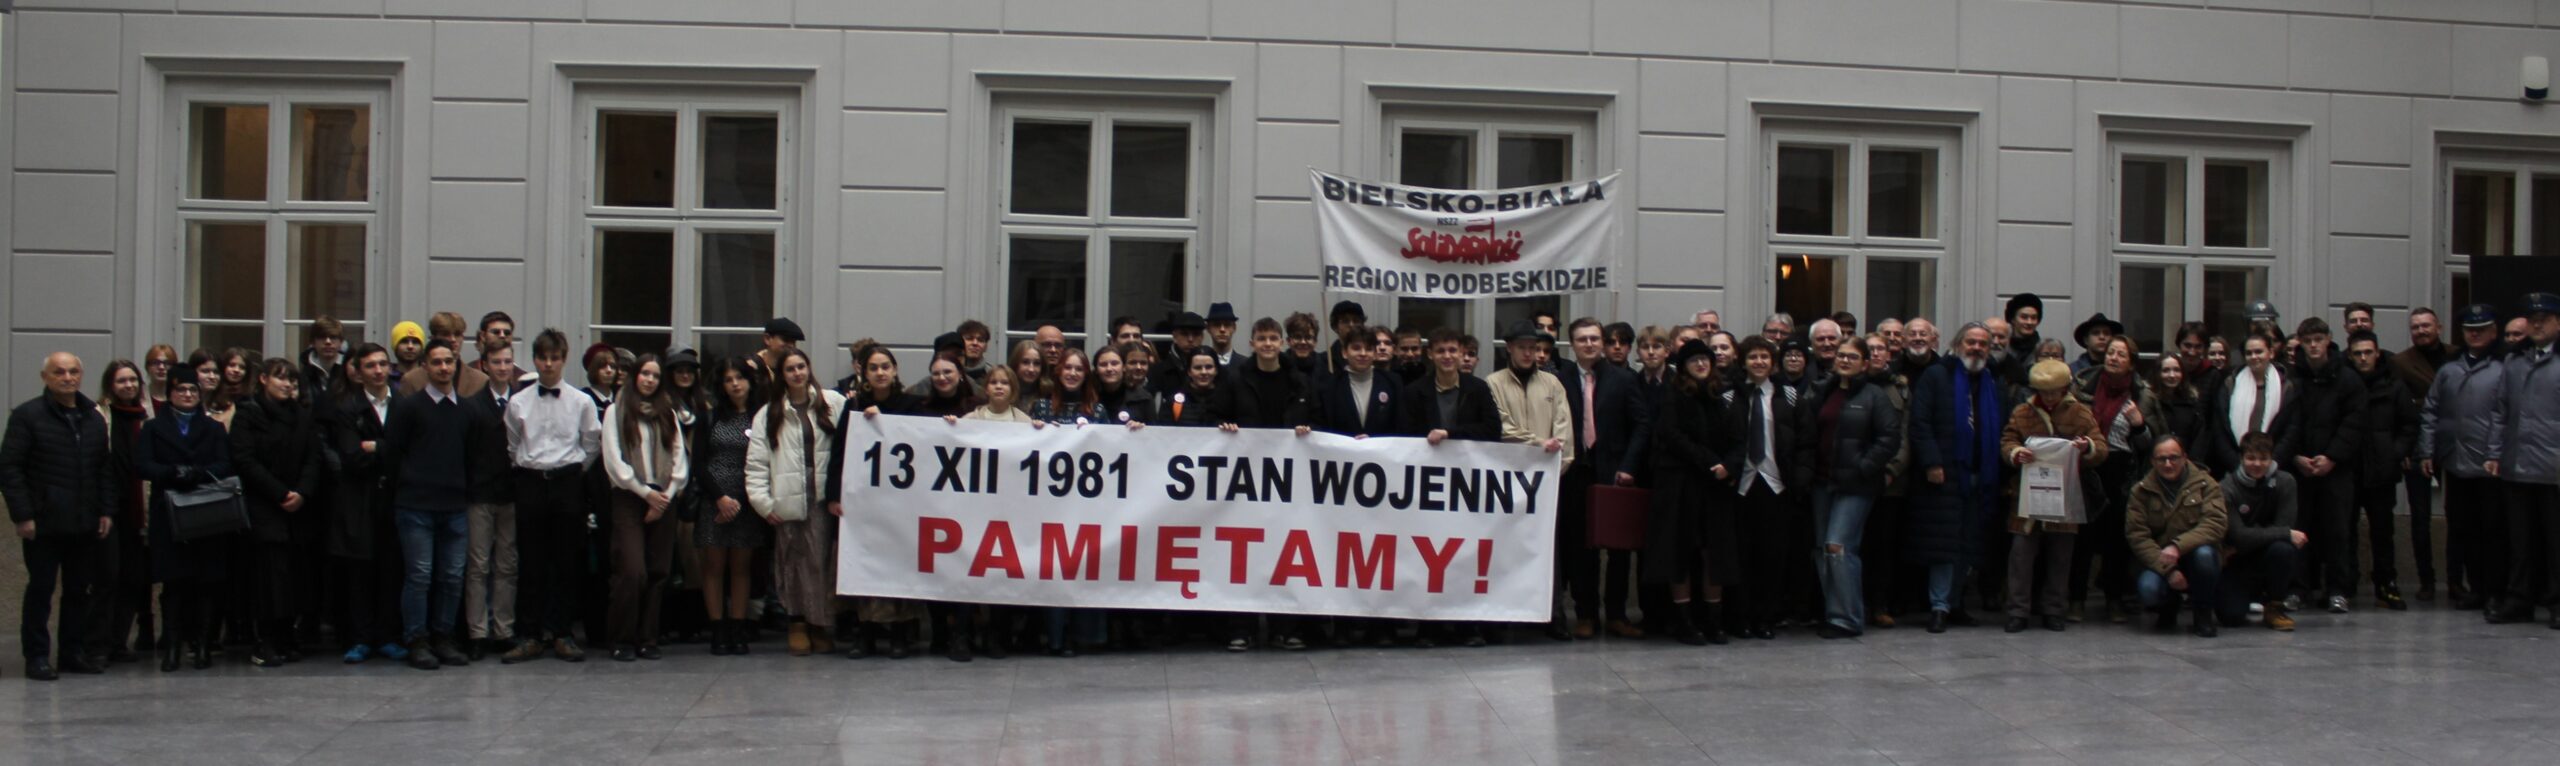 BIELSKO-BIAŁA
NSZZ
Solidarność
REGION PODBESKIDZIE
13 XII 1981 STAN WOJENNY
PAMIĘTAMY!